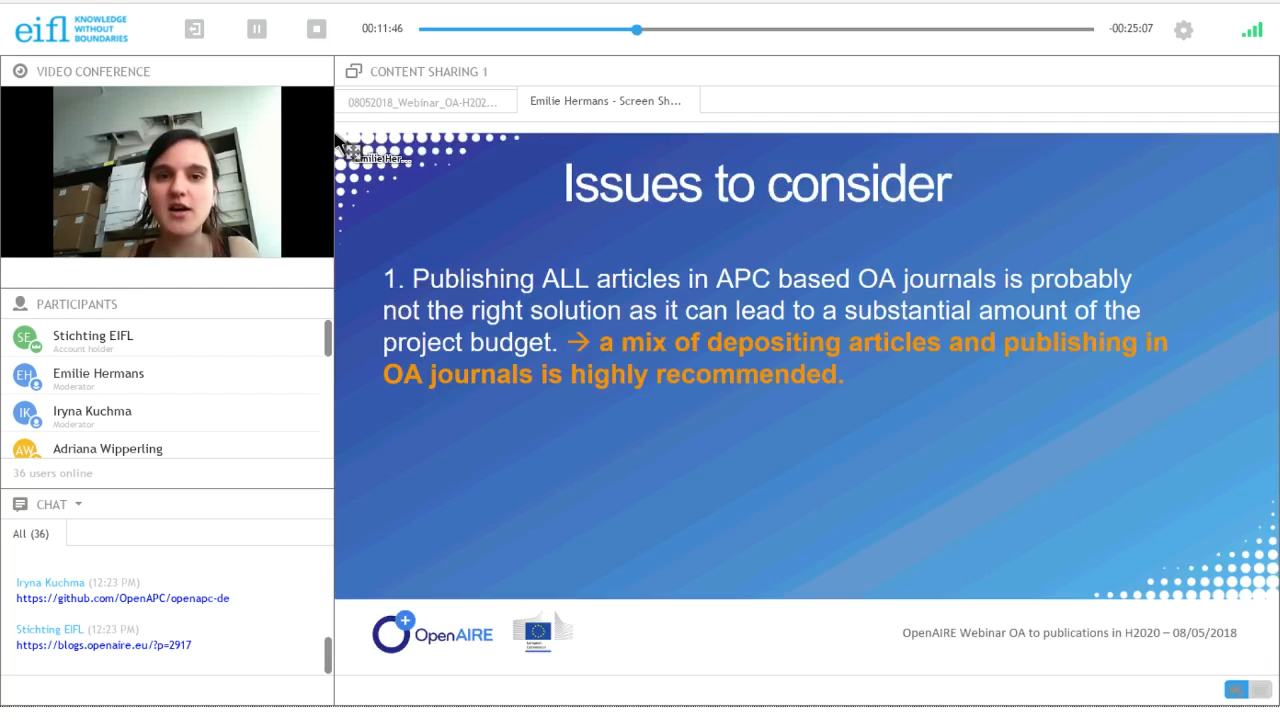 eifl KNOWLEDGE
WITHOUT
BOUNDARIES
00:11:46
-00:25:07
VIDEO CONFERENCE
CONTENT SHARING 1
08052018_Webinar_OA-H202...
Emilie Hermans - Screen Sh...
Issues to consider
1. Publishing ALL articles in APC based OA journals is probably
not the right solution as it can lead to a substantial amount of the
project budget. → a mix of depositing articles and publishing in
OA journals is highly recommended.
PARTICIPANTS
SE Stichting EIFL
Account holder
EH Emilie Hermans
Moderator
IK Iryna Kuchma
Moderator
AW Adriana Wipperling
36 users online
CHAT
All (36)
Iryna Kuchma (12:23 PM)
https://github.com/OpenAPC/openapc-de
Stichting EIFL (12:23 PM)
https://blogs.openaire.eu/?p=2917
OpenAIRE
European
Commission
OpenAIRE Webinar OA to publications in H2020 – 08/05/2018